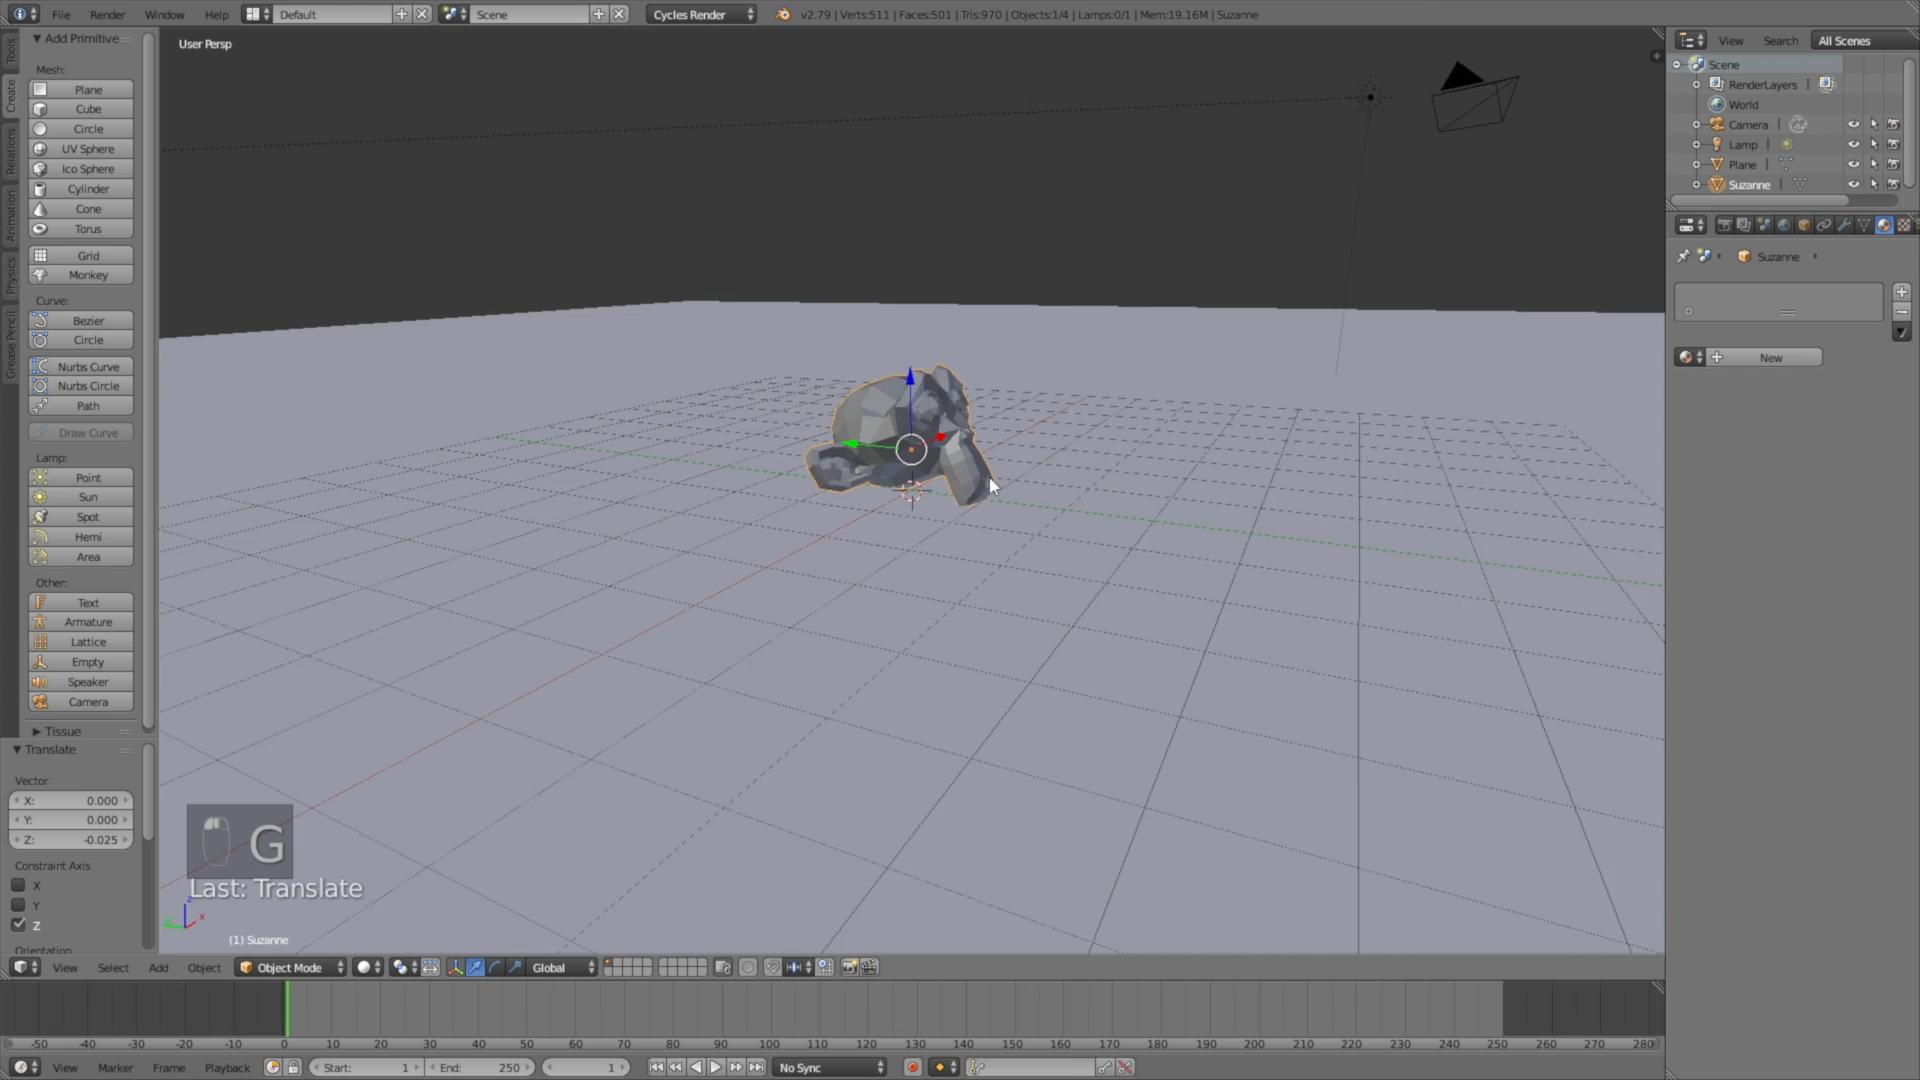 File Render Window Help Default Scene Cycles Render v2.79 | Verts:511 | Faces:501 | Tris:970 | Objects:1/4 | Lamps:0/1 | Mem:19.16M | Suzanne
Tools
Create
Relations
Animation
Physics
Grease Pencil
Add Primitive
Mesh:
Plane
Cube
Circle
UV Sphere
Ico Sphere
Cylinder
Cone
Torus
Grid
Monkey
Curve:
Bezier
Circle
Nurbs Curve
Nurbs Circle
Path
Draw Curve
Lamp:
Point
Sun
Spot
Hemi
Area
Other:
Text
Armature
Lattice
Empty
Speaker
Camera
Tissue
Translate
Vector
X: 0.000
Y: 0.000
Z: -0.025
Constraint Axis
X
Y
Z
Orientation
User Persp
G
Last: Translate
z
x
(1) Suzanne
View Search All Scenes
Scene
RenderLayers |
World
Camera |
Lamp |
Plane |
Suzanne |
Suzanne
New
View Select Add Object Object Mode Global
-50 -40 -30 -20 -10 0 10 20 30 40 50 60 70 80 90 100 110 120 130 140 150 160 170 180 190 200 210 220 230 240 250 260 270 280
View Marker Frame Playback Start: 1 End: 250 1 No Sync